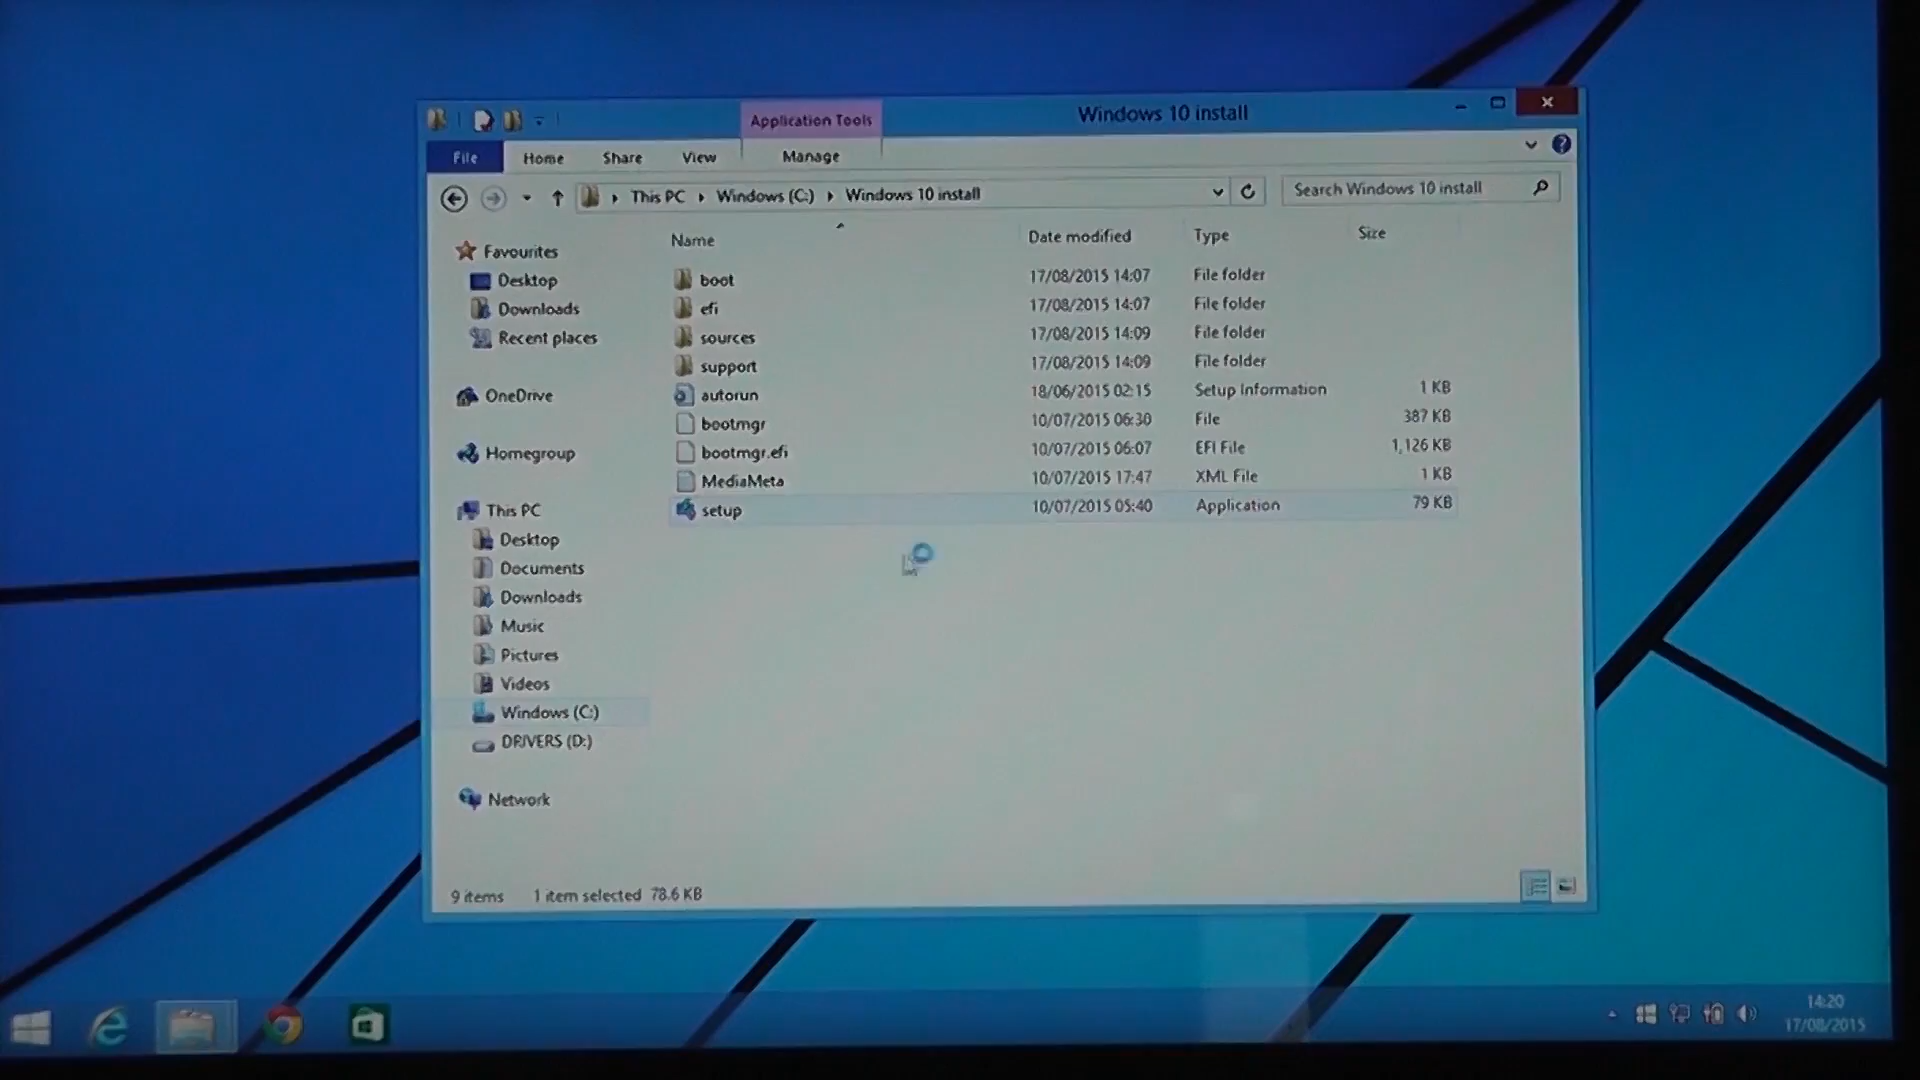 Application Tools
Windows 10 install
File Home Share View Manage
This PC Windows (C:) Windows 10 install
Search Windows 10 install
Name Date modified Type Size
Favourites
Desktop
Downloads
Recent places
OneDrive
Homegroup
This PC
Desktop
Documents
Downloads
Music
Pictures
Videos
Windows (C:)
DRIVERS (D:)
Network
boot 17/08/2015 14:07 File folder
efi 17/08/2015 14:07 File folder
sources 17/08/2015 14:09 File folder
support 17/08/2015 14:09 File folder
autorun 18/06/2015 02:15 Setup Information 1 KB
bootmgr 10/07/2015 06:30 File 387 KB
bootmgr.efi 10/07/2015 06:07 EFI File 1,126 KB
MediaMeta 10/07/2015 17:47 XML File 1 KB
setup 10/07/2015 05:40 Application 79 KB
9 items 1 item selected 78.6 KB
14:20
17/08/2015